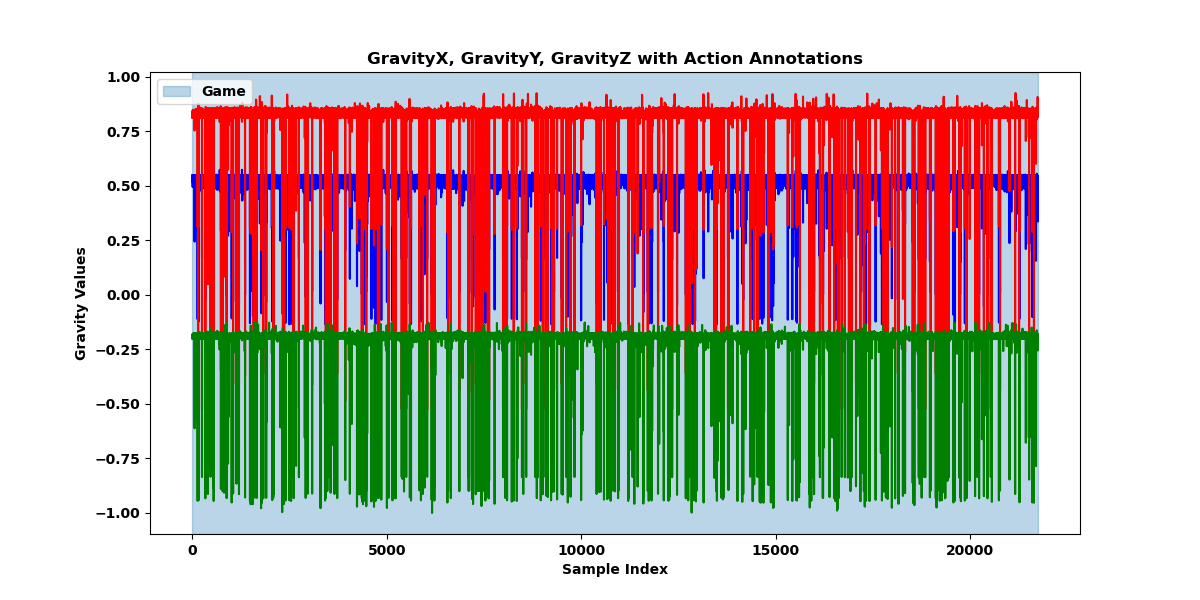 GravityX, GravityY, GravityZ with Action Annotations
Game
Gravity Values
1.00
0.75
0.50
0.25
0.00
−0.25
−0.50
−0.75
−1.00
0 5000 10000 15000 20000
Sample Index